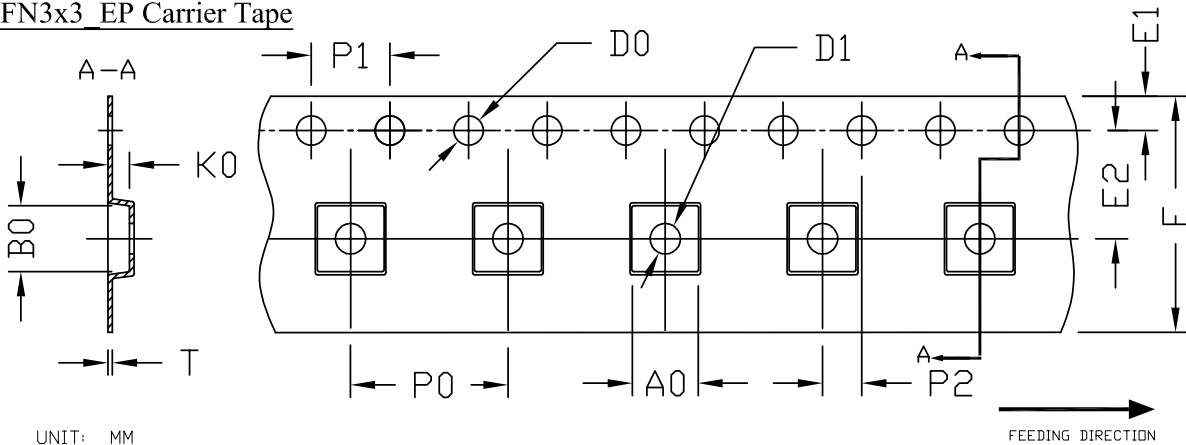 FN3x3_EP Carrier Tape
A-A
P1
D0
D1
A
E1
K0
B0
E2
F
T
P0
A0
A
P2
UNIT: MM
FEEDING DIRECTION